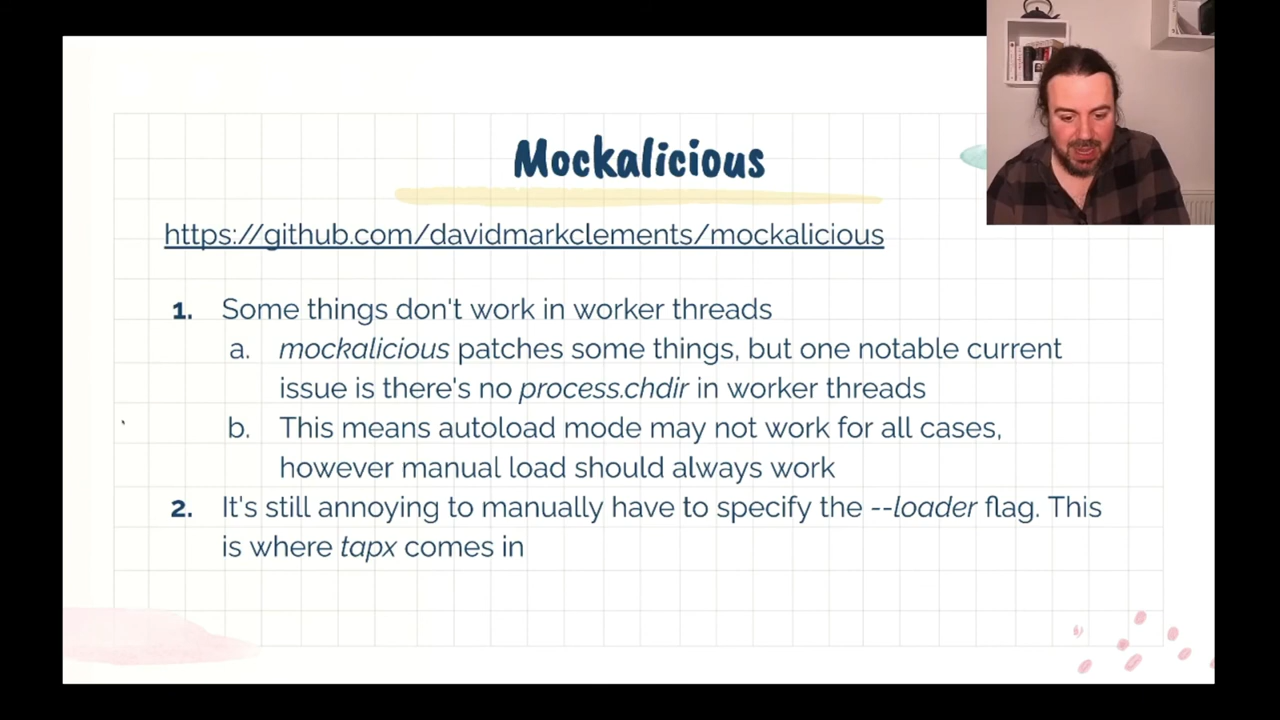 Mockalicious
https://github.com/davidmarkclements/mockalicious
1. Some things don't work in worker threads
a. mockalicious patches some things, but one notable current
issue is there's no process.chdir in worker threads
b. This means autoload mode may not work for all cases,
however manual load should always work
2. It's still annoying to manually have to specify the --loader flag. This
is where tapx comes in